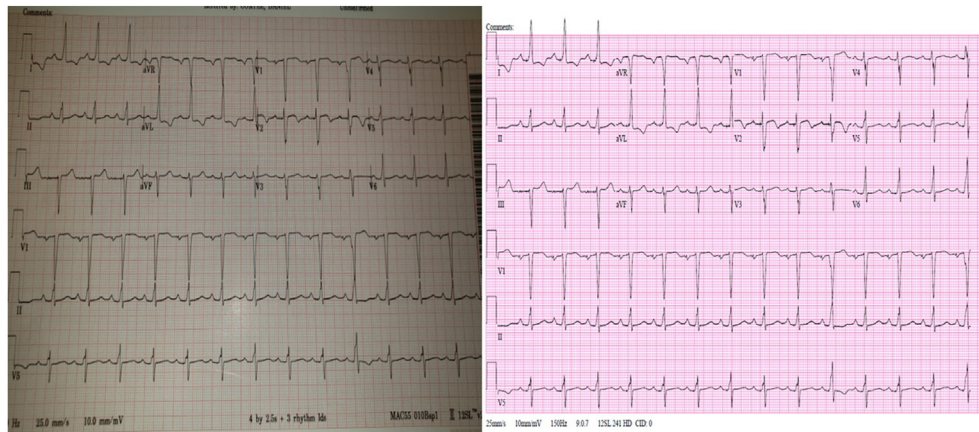 Comments:
aVR
V1
V4
II
aVL
V2
V5
III
aVF
V3
V6
V1
II
V5
Hz 25.0 mm/s 10.0 mm/mV 4 by 2.5s + 3 rhythm lds MAC55 010Bsp1 12SL™
Comments:
I
aVR
V1
V4
II
aVL
V2
V5
III
aVF
V3
V6
V1
II
V5
25mm/s 10mm/mV 150Hz 9.0.7 12SL 241 HD CID: 0